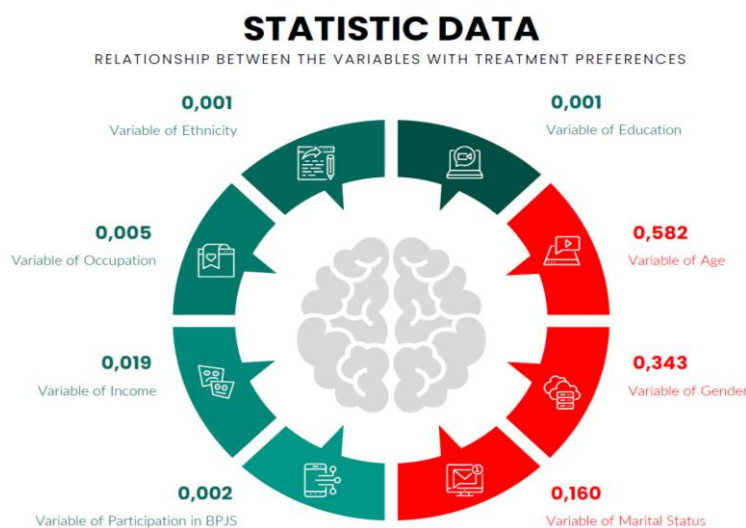 STATISTIC DATA
RELATIONSHIP BETWEEN THE VARIABLES WITH TREATMENT PREFERENCES
0,001
Variable of Ethnicity
0,001
Variable of Education
0,005
Variable of Occupation
0,582
Variable of Age
0,019
Variable of Income
0,343
Variable of Gender
0,002
Variable of Participation in BPJS
0,160
Variable of Marital Status
1